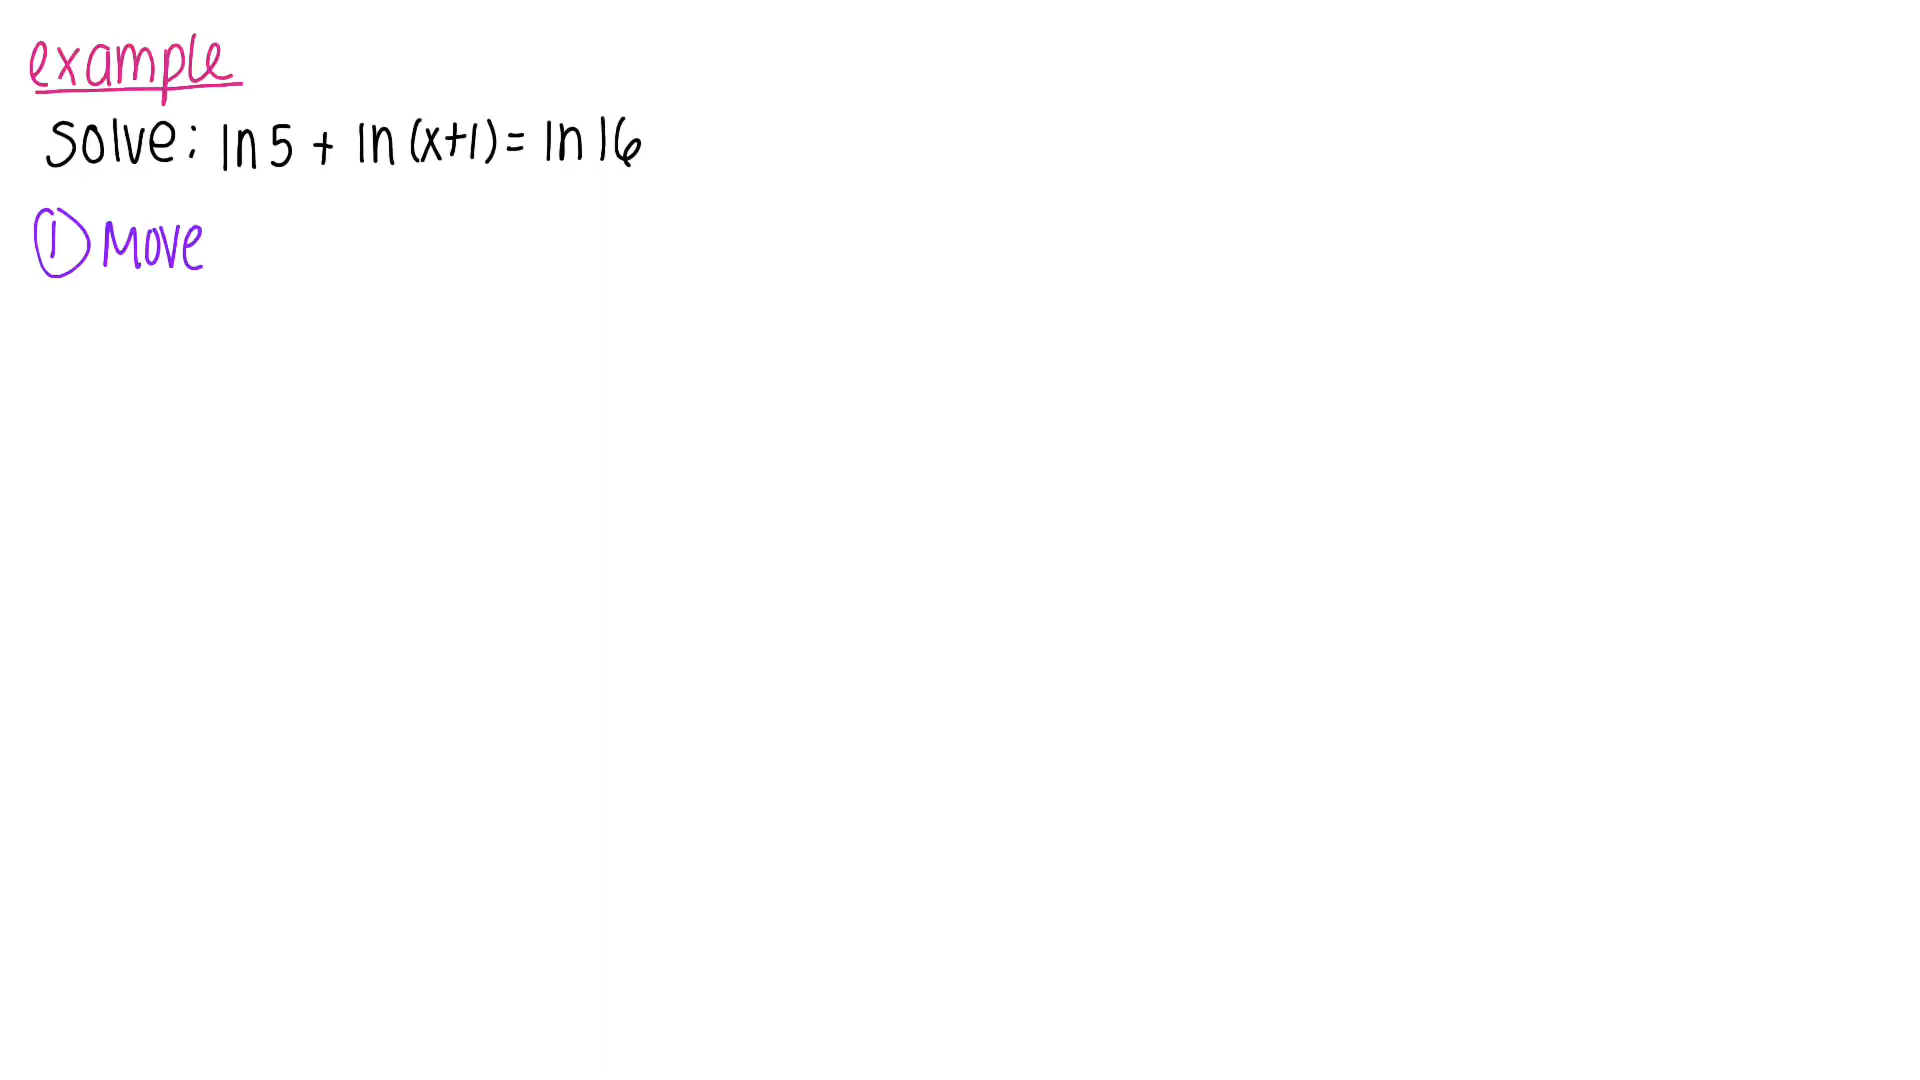 example
Solve: ln 5 + ln (x+1) = ln 16
① Move